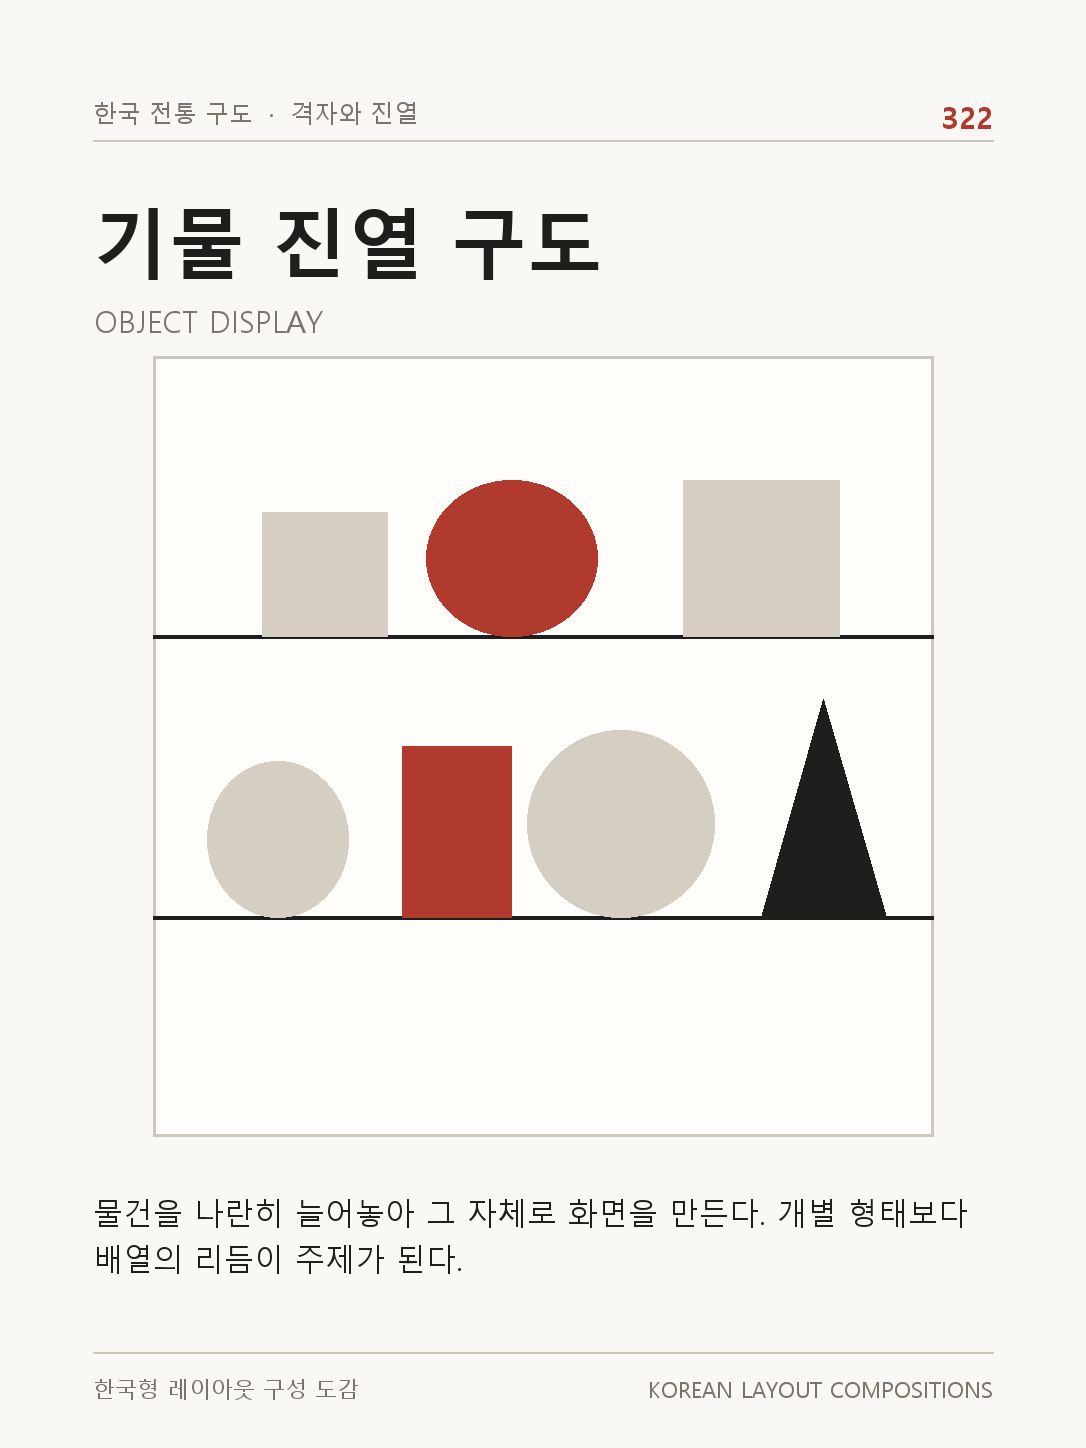 한국 전통 구도 · 격자와 진열
322
기물 진열 구도
OBJECT DISPLAY
물건을 나란히 늘어놓아 그 자체로 화면을 만든다. 개별 형태보다
배열의 리듬이 주제가 된다.
한국형 레이아웃 구성 도감
KOREAN LAYOUT COMPOSITIONS